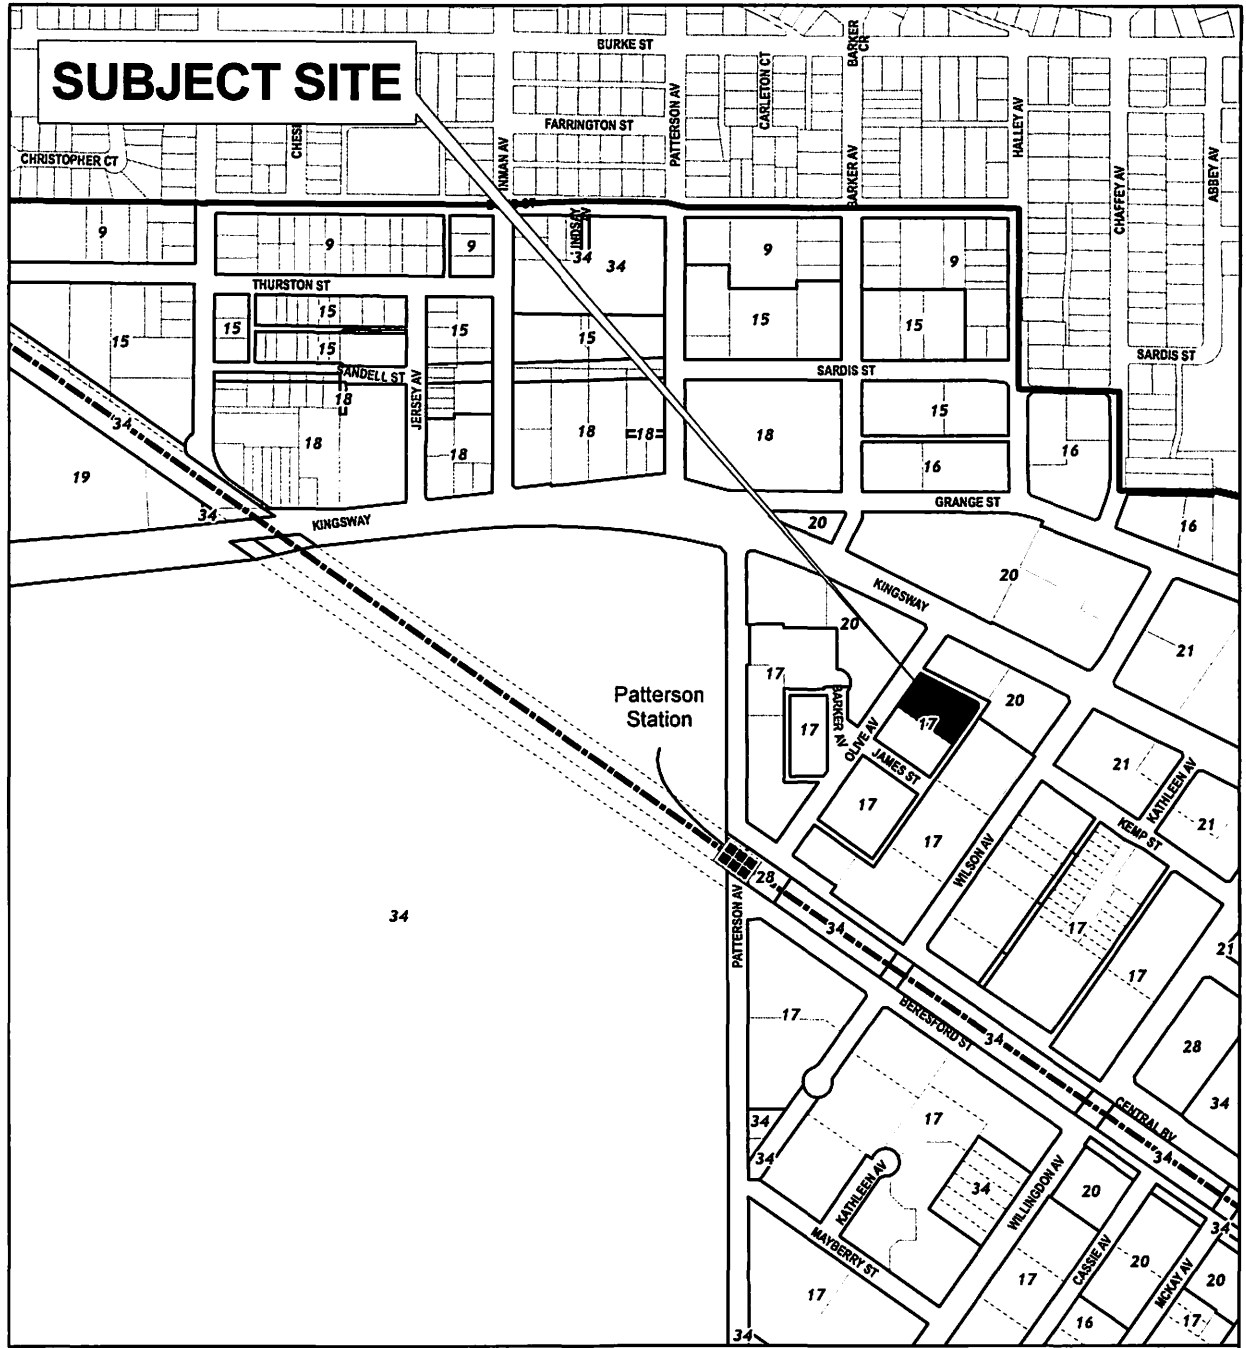 BURKE ST
BARKER CR
SUBJECT SITE
PATTERSON AV
CARLETON CT
FARRINGTON ST
HALLEY AV
CHRISTOPHER CT
INMAN AV
BARKER AV
CHAFFEY AV
ABBEY AV
9
9
9
34
34
9
9
THURSTON ST
15
15
15
15
15
15
15
15
SARDIS ST
SANDELL ST
SARDIS ST
18
JERSEY AV
15
18
18
18
18
18
16
16
19
34
34
KINGSWAY
GRANGE ST
20
16
20
KINGSWAY
20
21
Patterson
Station
17
17
BARKER AV
OLIVE AV
17
20
JAMES ST
17
17
WILSON AV
21
KATHLEEN AV
KEMP ST
21
28
34
PATTERSON AV
34
17
17
21
17
BERESFORD ST
34
28
34
CENTRAL BV
34
34
34
17
KATHLEEN AV
34
WILLINGDON AV
20
34
MAYBERRY ST
17
17
CASSIE AV
20
MCKAY AV
20
16
17
34